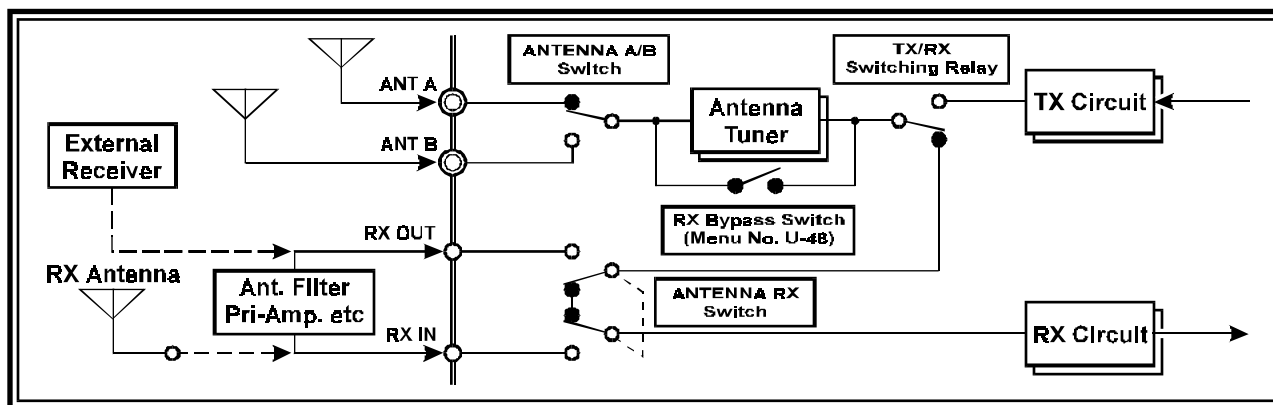 ANT A
ANT B
External
Receiver
RX OUT
RX Antenna
Ant. Filter
Pri-Amp. etc
RX IN
ANTENNA A/B
Switch
Antenna
Tuner
TX/RX
Switching Relay
TX Circuit
RX Bypass Switch
(Menu No. U-48)
ANTENNA RX
Switch
RX Circuit